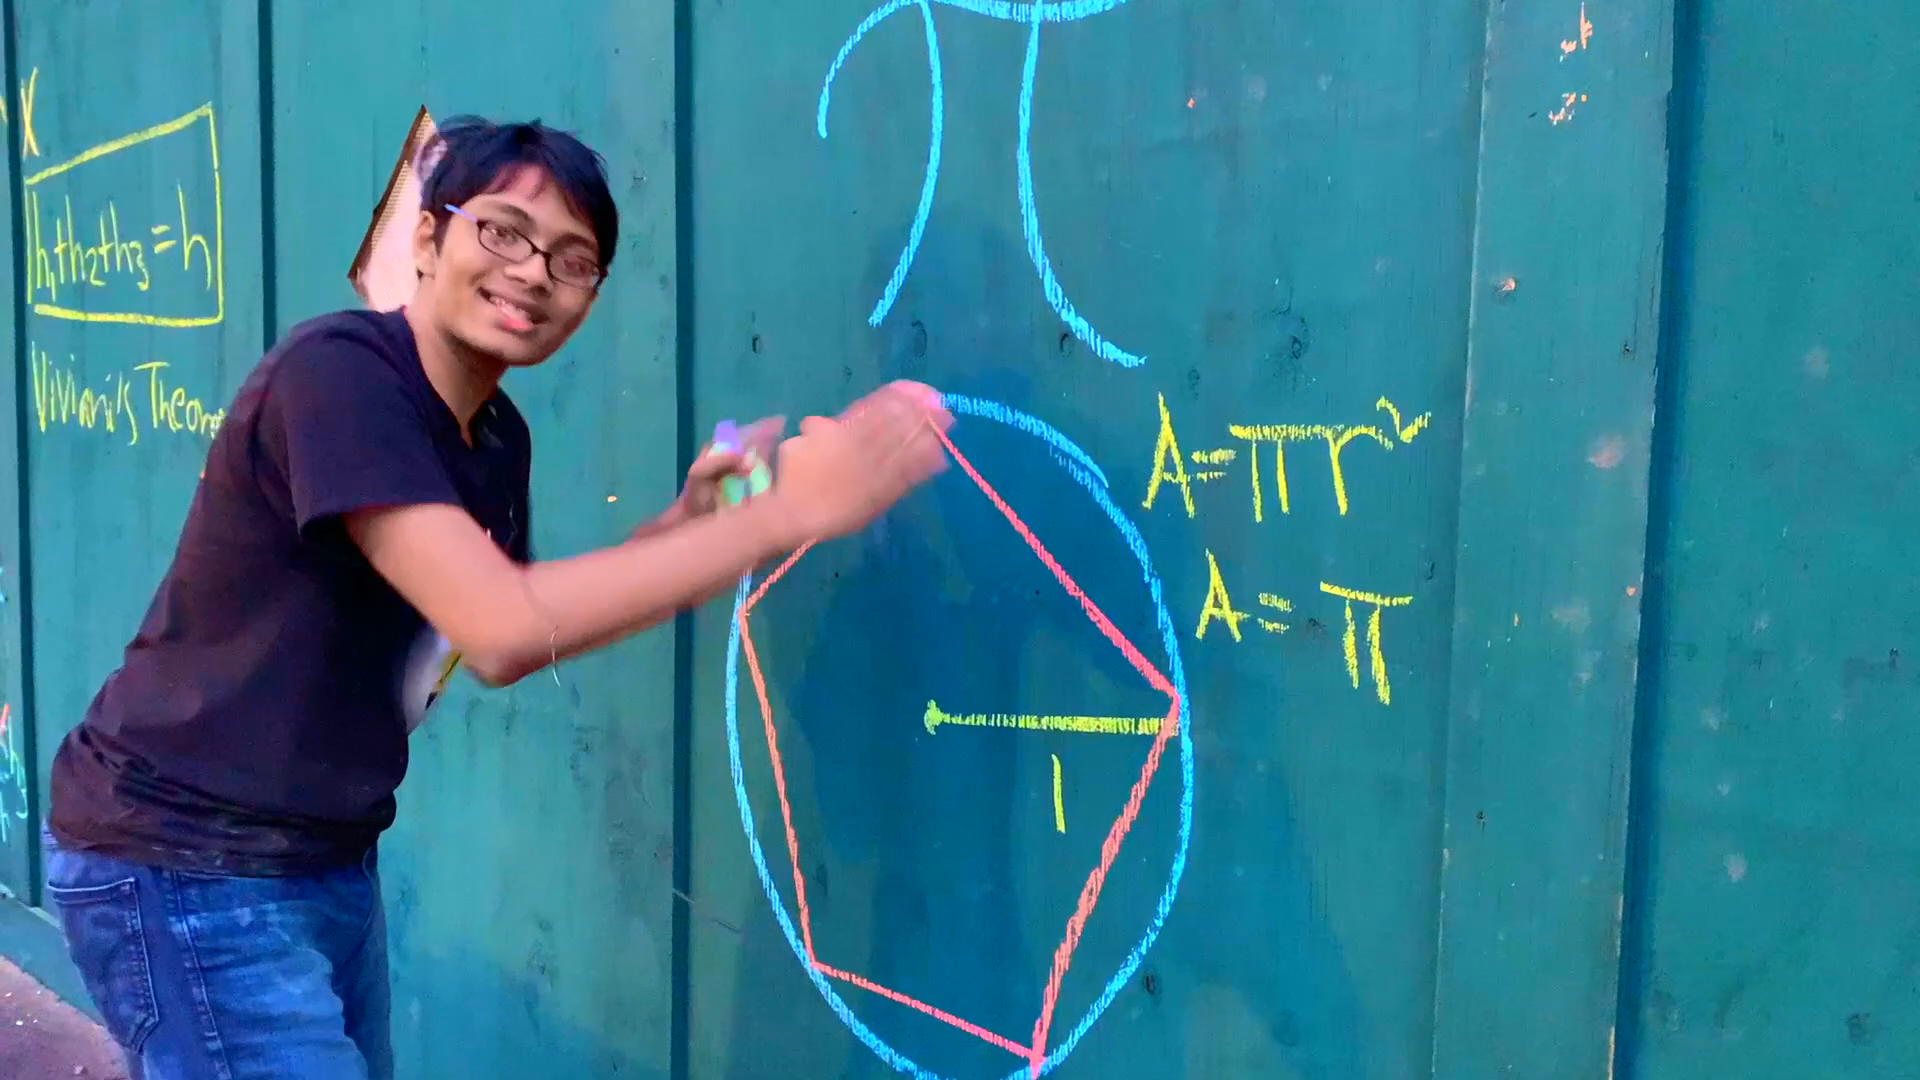 x
h₁+h₂+h₃=h
Viviani's Theorem
π
A=πr²
A=π
1